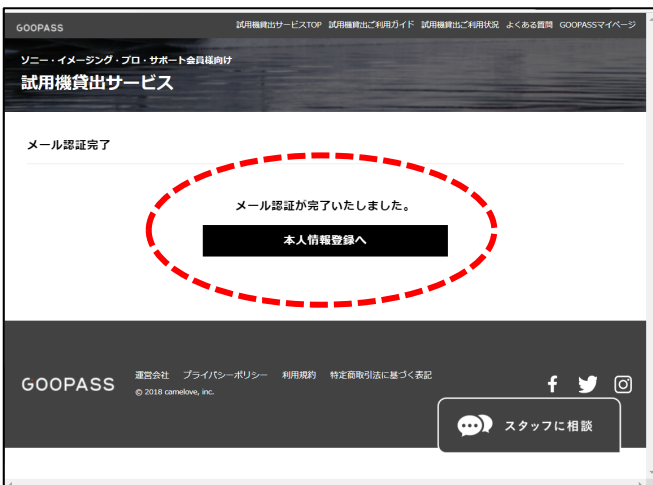 GOOPASS
試用機貸出サービスTOP 試用機貸出ご利用ガイド 試用機貸出ご利用状況 よくある質問 GOOPASSマイページ
ソニー・イメージング・プロ・サポート会員様向け
試用機貸出サービス
メール認証完了
メール認証が完了いたしました。
本人情報登録へ
GOOPASS
運営会社 プライバシーポリシー 利用規約 特定商取引法に基づく表記
© 2018 camelove, inc.
スタッフに相談